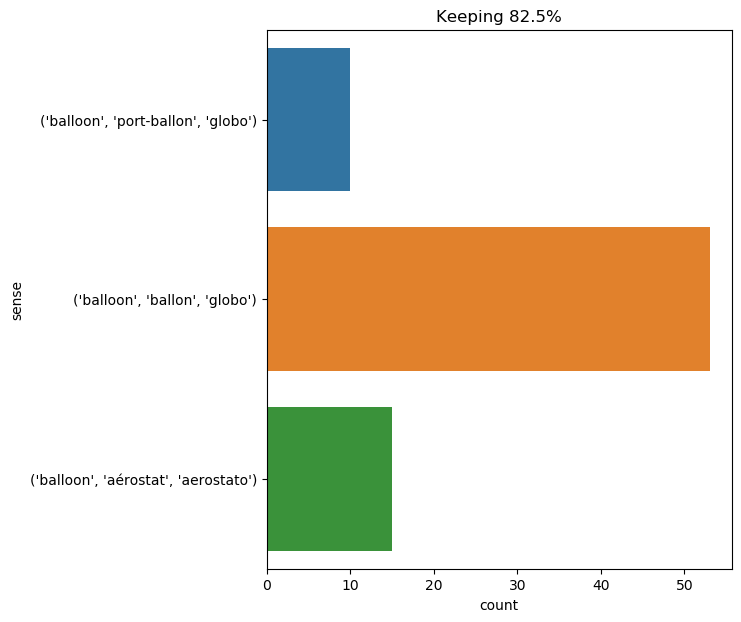 Keeping 82.5%
('balloon', 'port-ballon', 'globo')
('balloon', 'ballon', 'globo')
('balloon', 'aérostat', 'aerostato')
sense
0 10 20 30 40 50
count